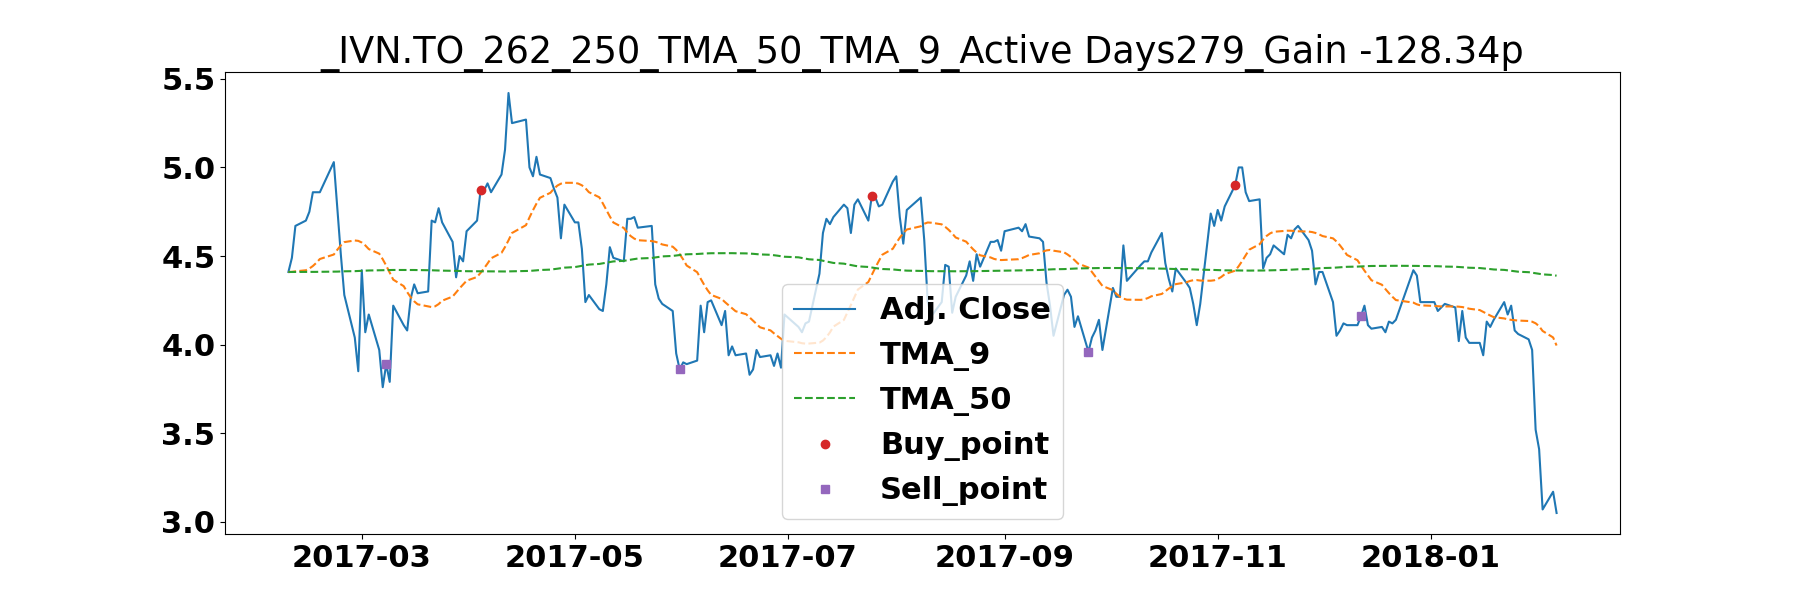 _IVN.TO_262_250_TMA_50_TMA_9_Active Days279_Gain -128.34p
5.5
5.0
4.5
4.0
3.5
3.0
Adj. Close
TMA_9
TMA_50
Buy_point
Sell_point
2017-03 2017-05 2017-07 2017-09 2017-11 2018-01